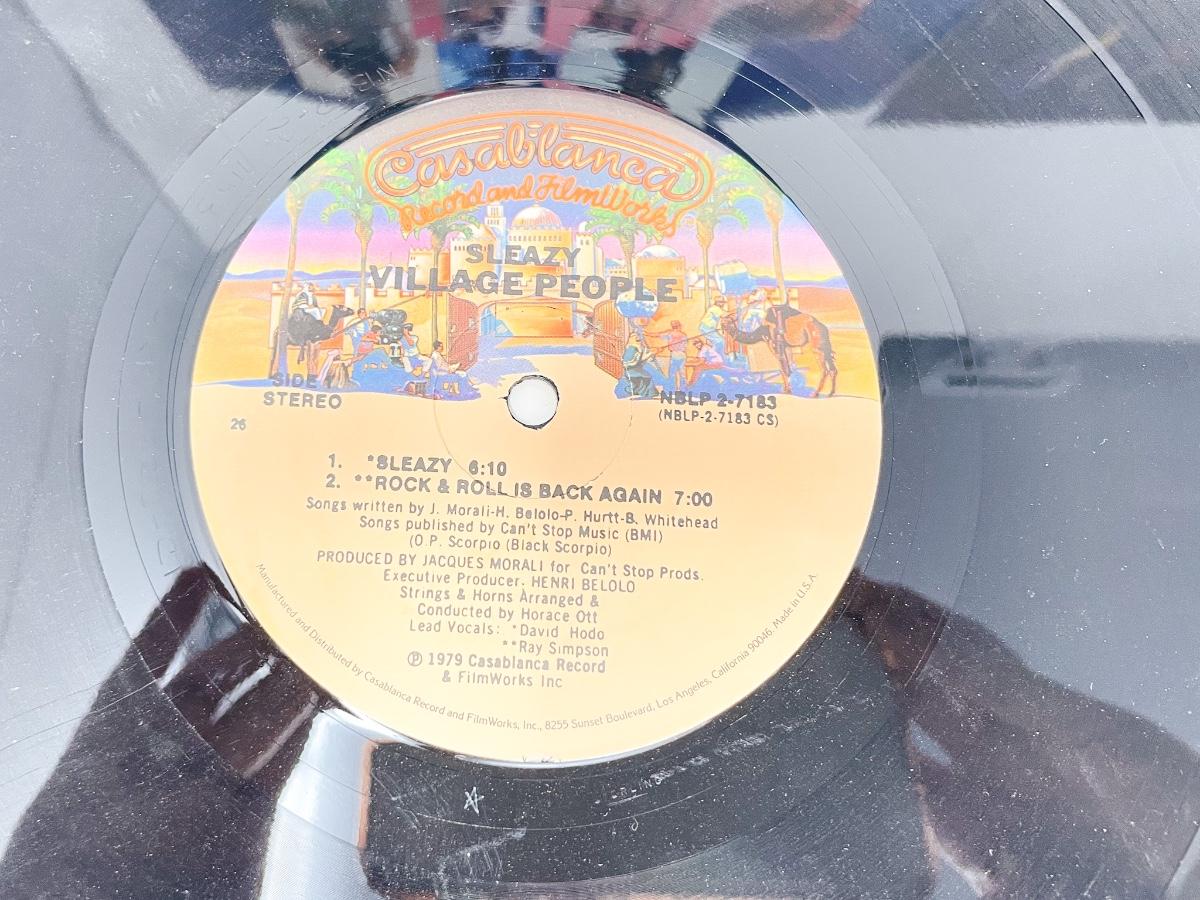 Casablanca
Record and FilmWorks
SLEAZY
VILLAGE PEOPLE
SIDE 1
STEREO
NBLP 2-7183
(NBLP-2-7183 CS)
26
1. *SLEAZY 6:10
2. **ROCK & ROLL IS BACK AGAIN 7:00
Songs written by J. Morali-H. Belolo-P. Hurtt-B. Whitehead
Songs published by Can't Stop Music (BMI)
(O.P. Scorpio (Black Scorpio)
PRODUCED BY JACQUES MORALI for Can't Stop Prods.
Executive Producer: HENRI BELOLO
Strings & Horns Arranged &
Conducted by Horace Ott
Lead Vocals: *David Hodo
**Ray Simpson
℗ 1979 Casablanca Record
& FilmWorks Inc
Manufactured and Distributed by Casablanca Record and FilmWorks, Inc., 8255 Sunset Boulevard, Los Angeles, California 90046. Made in U.S.A.